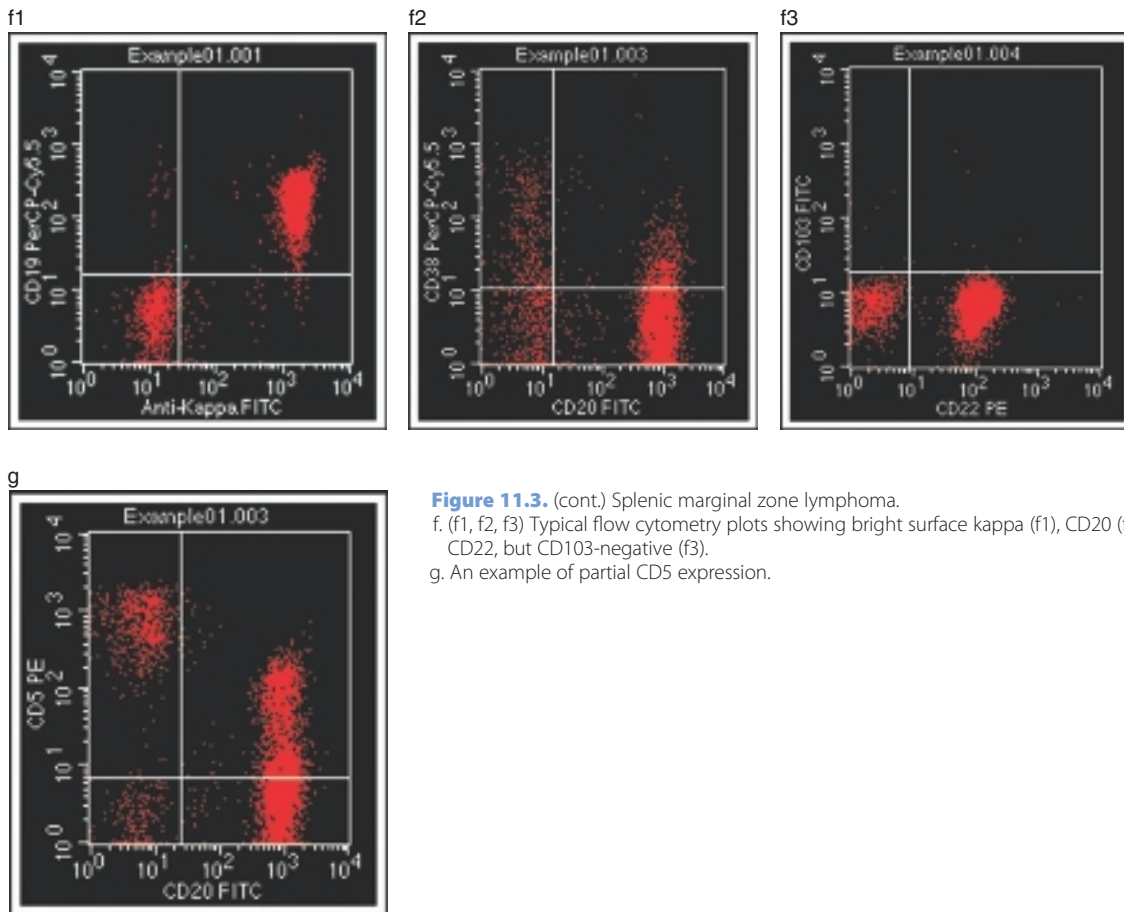 f1
f2
f3
Example01.001
CD19 PerCP-Cy5.5
10^4
10^3
10^2
10^1
10^0
10^0 10^1 10^2 10^3 10^4
Anti-Kappa FITC
Example01.003
CD38 PerCP-Cy5.5
10^4
10^3
10^2
10^1
10^0
10^0 10^1 10^2 10^3 10^4
CD20 FITC
Example01.004
CD103 FITC
10^4
10^3
10^2
10^1
10^0
10^0 10^1 10^2 10^3 10^4
CD22 PE
g
Example01.003
CD5 PE
10^4
10^3
10^2
10^1
10^0
10^0 10^1 10^2 10^3 10^4
CD20 FITC
Figure 11.3. (cont.) Splenic marginal zone lymphoma.
f. (f1, f2, f3) Typical flow cytometry plots showing bright surface kappa (f1), CD20 (
CD22, but CD103-negative (f3).
g. An example of partial CD5 expression.